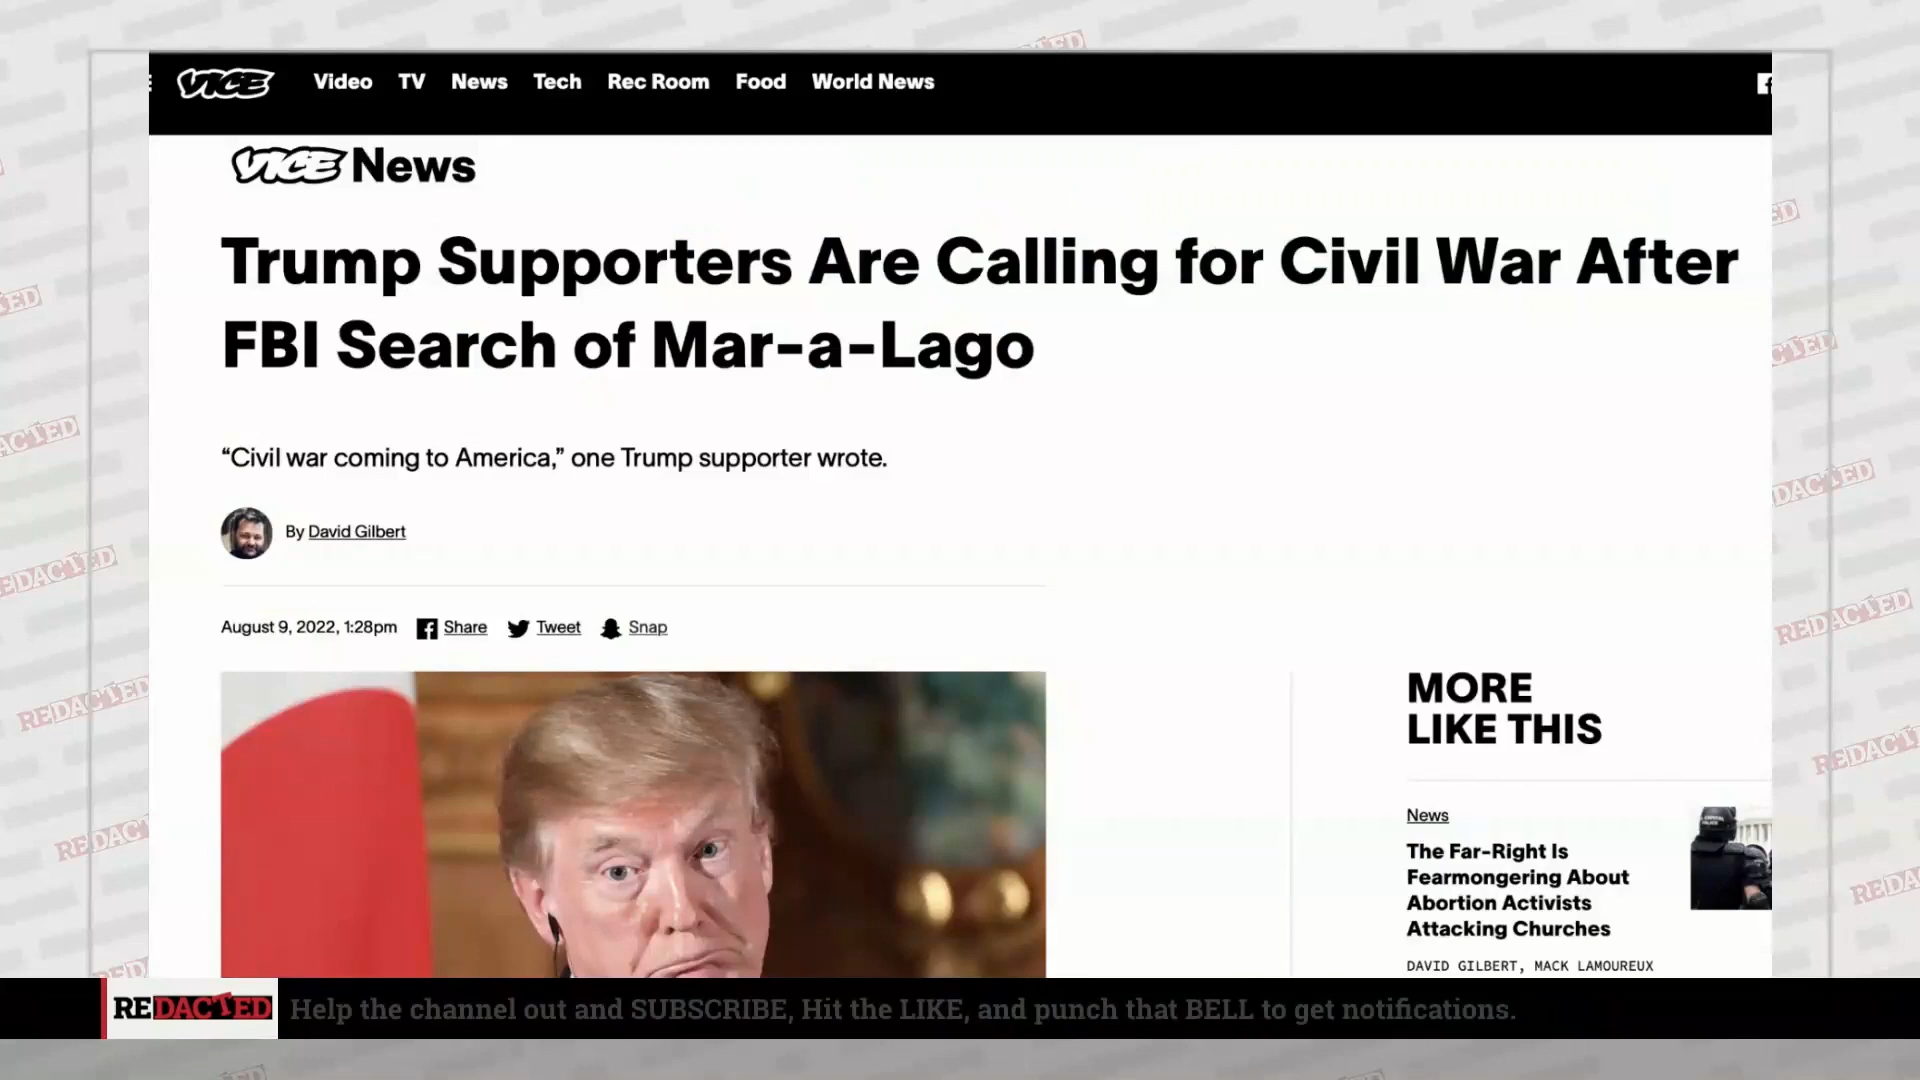 VICE Video TV News Tech Rec Room Food World News
VICE News
Trump Supporters Are Calling for Civil War After
FBI Search of Mar-a-Lago
“Civil war coming to America,” one Trump supporter wrote.
By David Gilbert
August 9, 2022, 1:28pm Share Tweet Snap
MORE
LIKE THIS
News
The Far-Right Is
Fearmongering About
Abortion Activists
Attacking Churches
DAVID GILBERT, MACK LAMOUREUX
REDACTED Help the channel out and SUBSCRIBE, Hit the LIKE, and punch that BELL to get notifications.